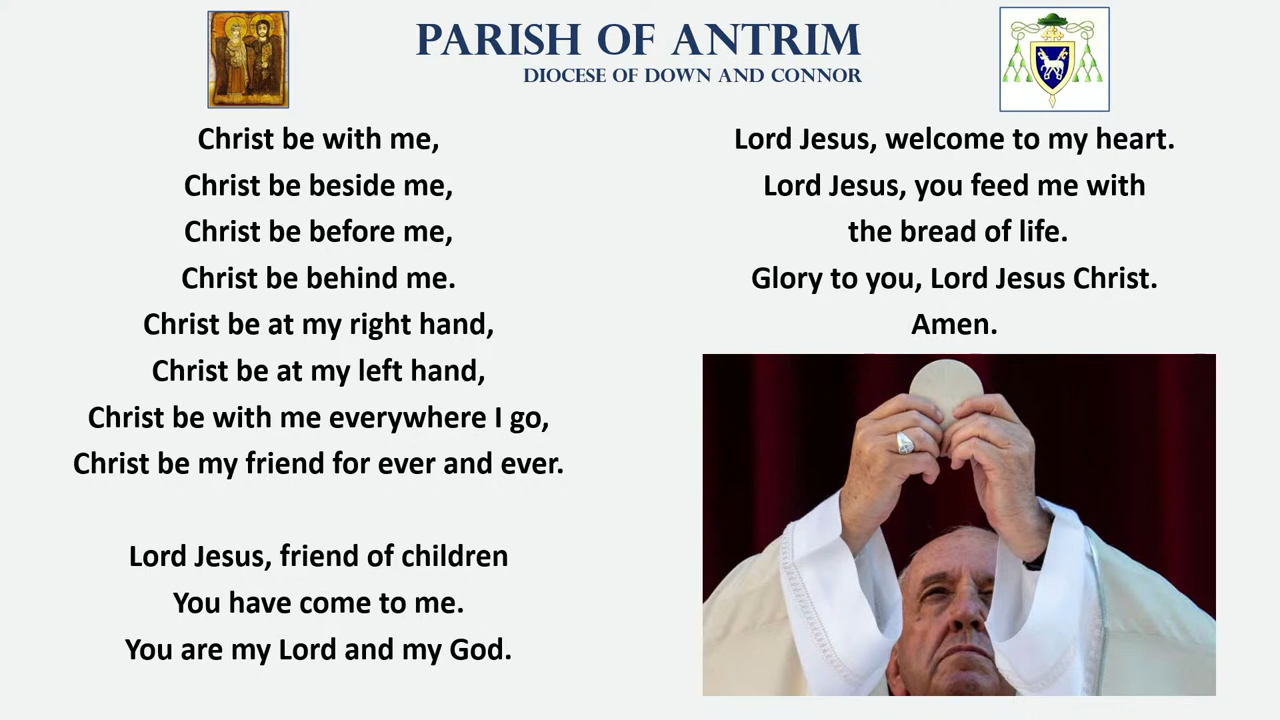 PARISH OF ANTRIM
DIOCESE OF DOWN AND CONNOR
Christ be with me,
Christ be beside me,
Christ be before me,
Christ be behind me.
Christ be at my right hand,
Christ be at my left hand,
Christ be with me everywhere I go,
Christ be my friend for ever and ever.
Lord Jesus, friend of children
You have come to me.
You are my Lord and my God.
Lord Jesus, welcome to my heart.
Lord Jesus, you feed me with
the bread of life.
Glory to you, Lord Jesus Christ.
Amen.